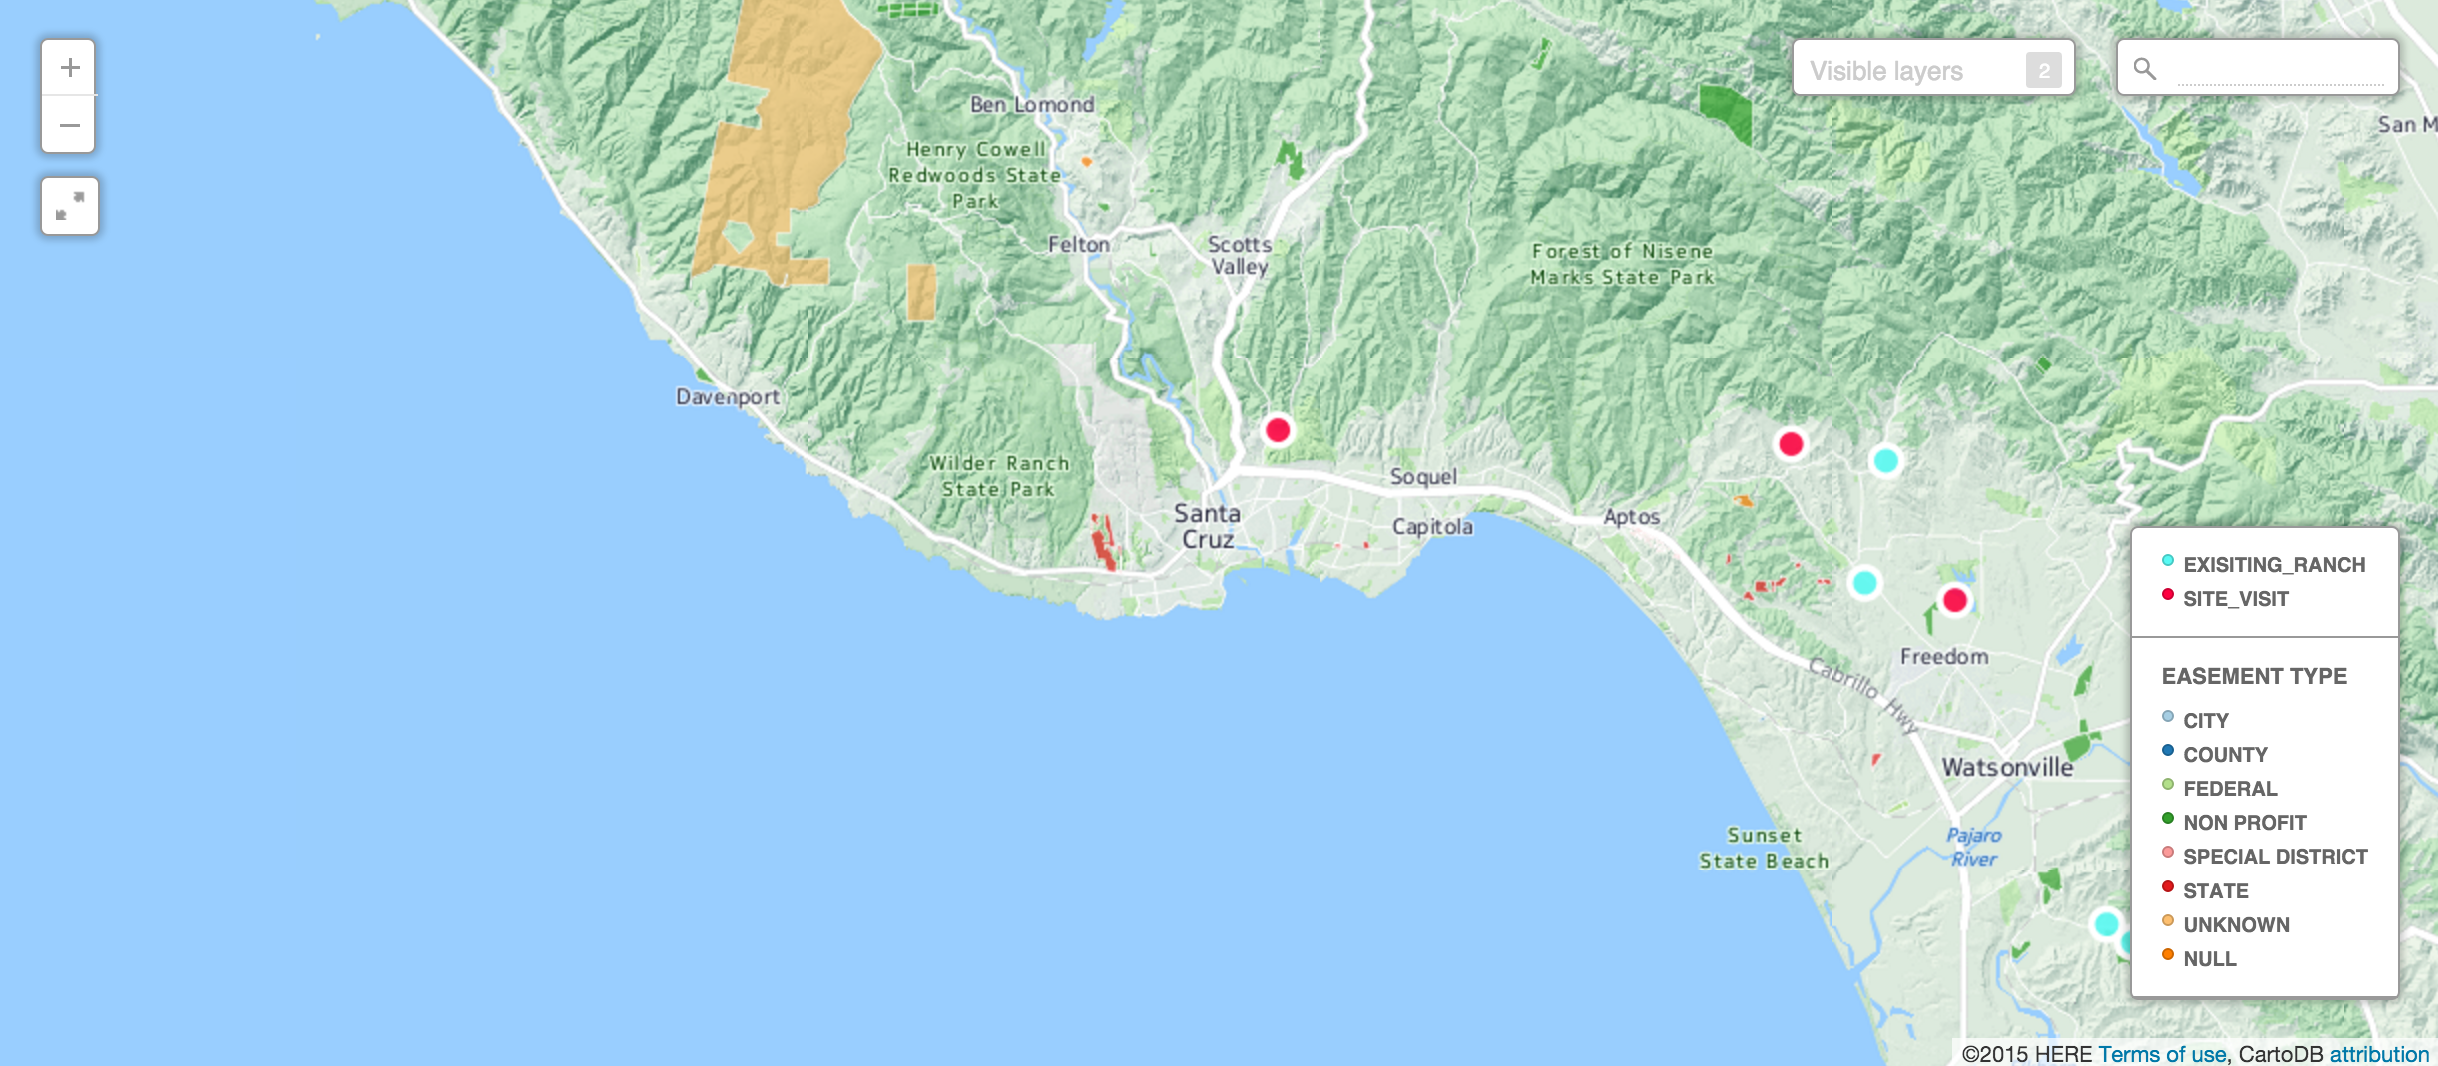 +
Visible layers 2
−
Ben Lomond
Henry Cowell
Redwoods State
Park
Felton
Scotts
Valley
Forest of Nisene
Marks State Park
San M
Davenport
Wilder Ranch
State Park
Santa
Cruz
Soquel
Capitola
Aptos
Freedom
Cabrillo Hwy
Watsonville
Sunset
State Beach
Pajaro
River
EXISITING_RANCH
SITE_VISIT
EASEMENT TYPE
CITY
COUNTY
FEDERAL
NON PROFIT
SPECIAL DISTRICT
STATE
UNKNOWN
NULL
©2015 HERE Terms of use, CartoDB attribution